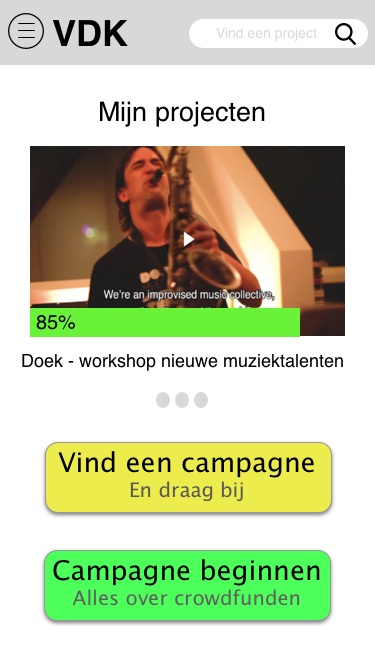 VDK
Vind een project
Mijn projecten
We're an improvised music collective,
85%
Doek - workshop nieuwe muziektalenten
Vind een campagne
En draag bij
Campagne beginnen
Alles over crowdfunden